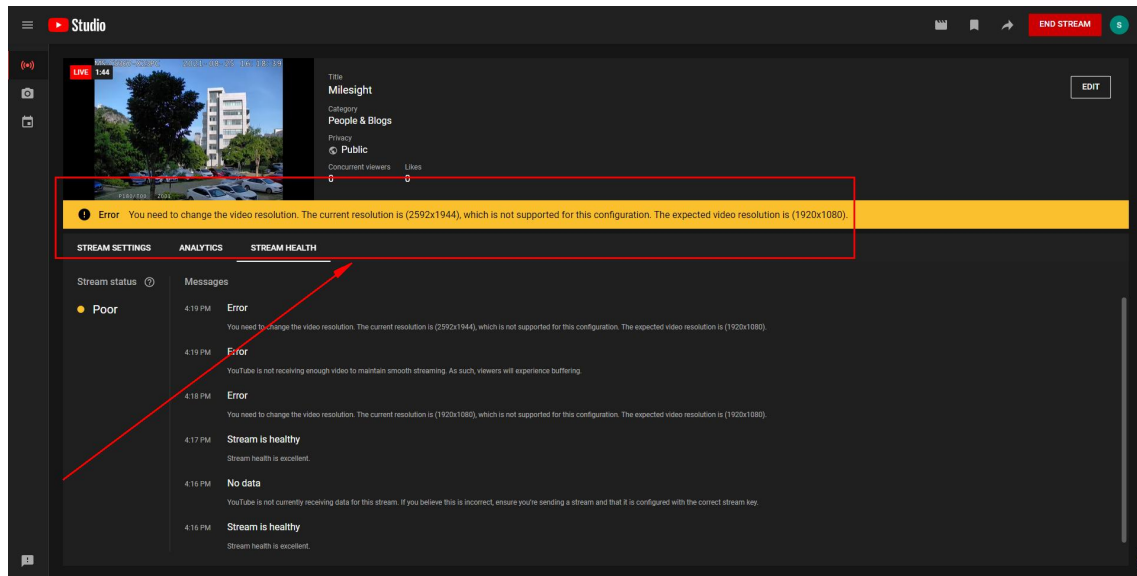 Studio
END STREAM
S
LIVE 1:44
Title
Milesight
Category
People & Blogs
Privacy
Public
Concurrent viewers Likes
0 0
EDIT
Error You need to change the video resolution. The current resolution is (2592x1944), which is not supported for this configuration. The expected video resolution is (1920x1080).
STREAM SETTINGS ANALYTICS STREAM HEALTH
Stream status Messages
Poor
4:19 PM Error
You need to change the video resolution. The current resolution is (2592x1944), which is not supported for this configuration. The expected video resolution is (1920x1080).
4:19 PM Error
YouTube is not receiving enough video to maintain smooth streaming. As such, viewers will experience buffering.
4:18 PM Error
You need to change the video resolution. The current resolution is (1920x1080), which is not supported for this configuration. The expected video resolution is (1920x1080).
4:17 PM Stream is healthy
Stream health is excellent.
4:16 PM No data
YouTube is not currently receiving data for this stream. If you believe this is incorrect, ensure you're sending a stream and that it is configured with the correct stream key.
4:16 PM Stream is healthy
Stream health is excellent.